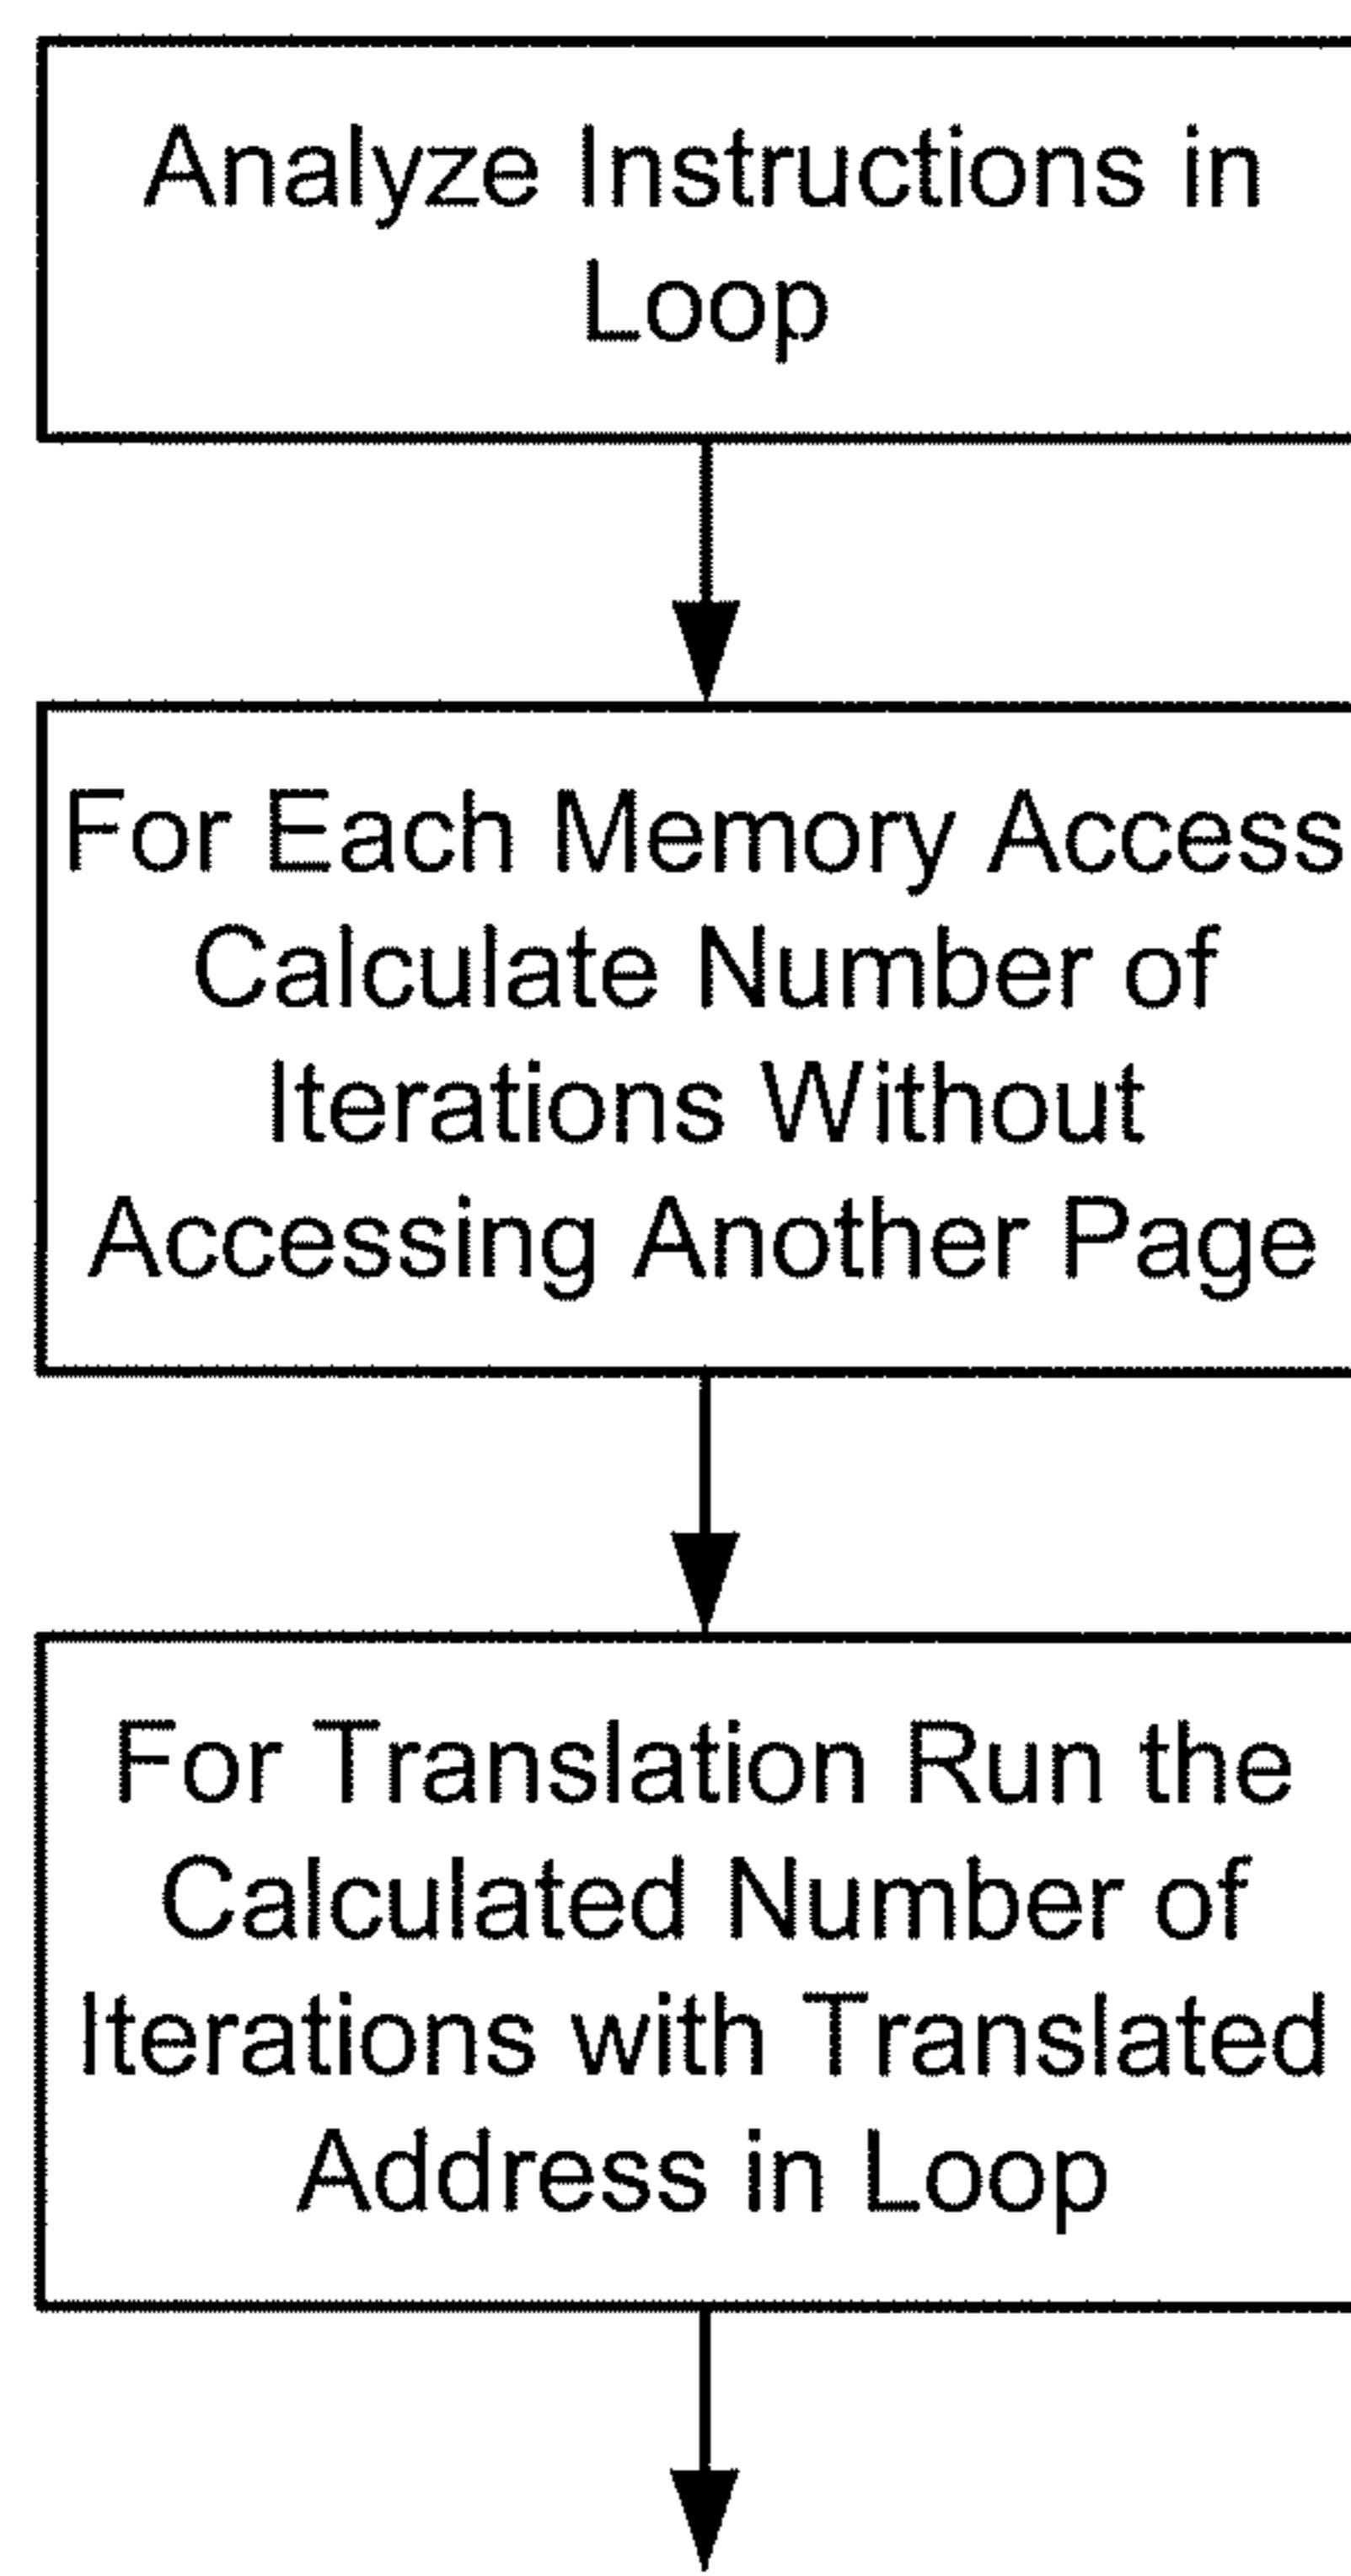 Analyze Instructions in
Loop
For Each Memory Access
Calculate Number of
Iterations Without
Accessing Another Page
For Translation Run the
Calculated Number of
Iterations with Translated
Address in Loop